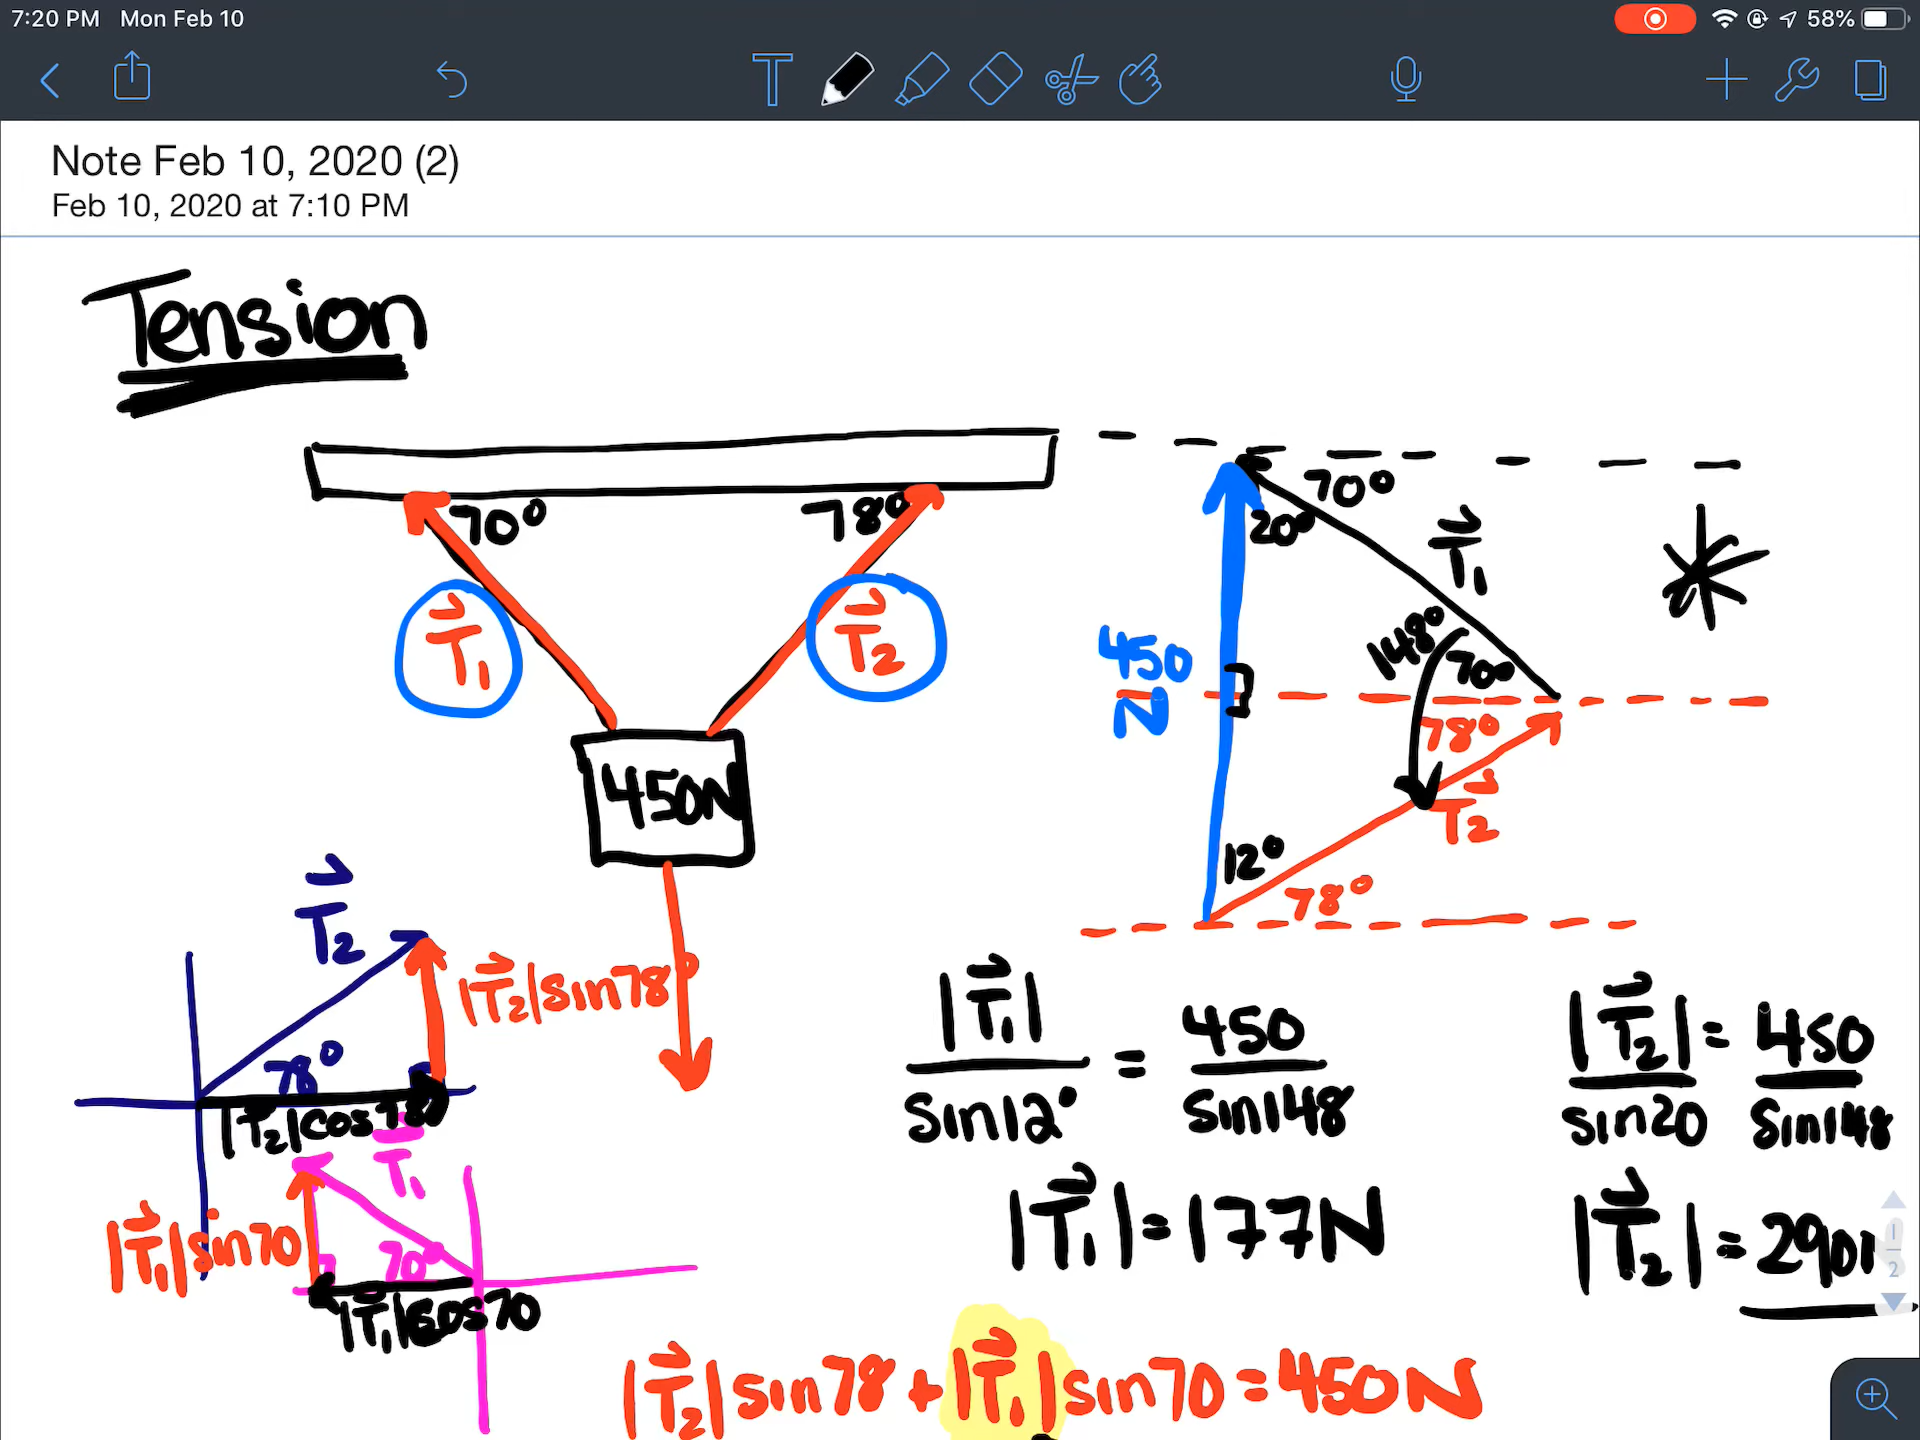 7:20 PM Mon Feb 10
58%
T
Note Feb 10, 2020 (2)
Feb 10, 2020 at 7:10 PM
Tension
70°
78°
T₁
T₂
450N
70°
20°
T₁
450
N
148°
70°
78°
T₂
12°
78°
T₂
|T₂|sin78°
78°
|T₂|cos78
T₁
|T₁|sin70
70°
|T₁|cos70
|T₁|/sin12° = 450/sin148
|T₁| = 177N
|T₂|/sin20 = 450/sin148
|T₂| = 290N
1
2
|T₂|sin78 + |T₁|sin70 = 450N